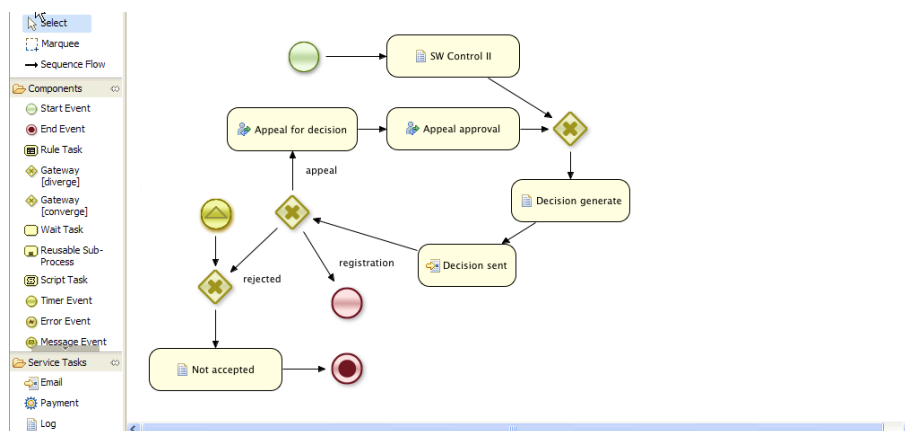 Select
Marquee
Sequence Flow
Components
Start Event
End Event
Rule Task
Gateway
[diverge]
Gateway
[converge]
Wait Task
Reusable Sub-
Process
Script Task
Timer Event
Error Event
Message Event
Service Tasks
Email
Payment
Log
SW Control II
Appeal for decision
Appeal approval
appeal
Decision generate
Decision sent
registration
rejected
Not accepted